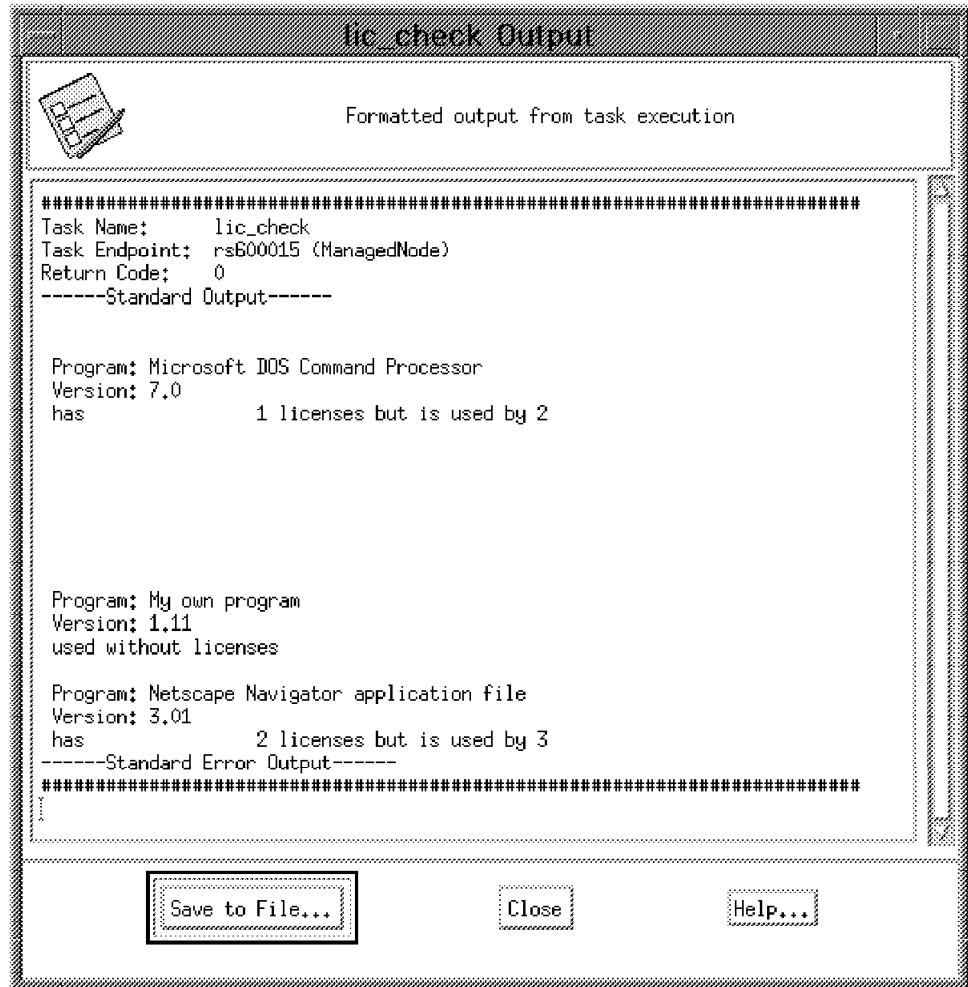 lic_check Output
Formatted output from task execution
############################################################################
Task Name:      lic_check
Task Endpoint:  rs600015 (ManagedNode)
Return Code:    0
------Standard Output------
Program: Microsoft DOS Command Processor
Version: 7.0
has                1 licenses but is used by 2
Program: My own program
Version: 1.11
used without licenses
Program: Netscape Navigator application file
Version: 3.01
has                2 licenses but is used by 3
------Standard Error Output------
############################################################################
Save to File...
Close
Help...